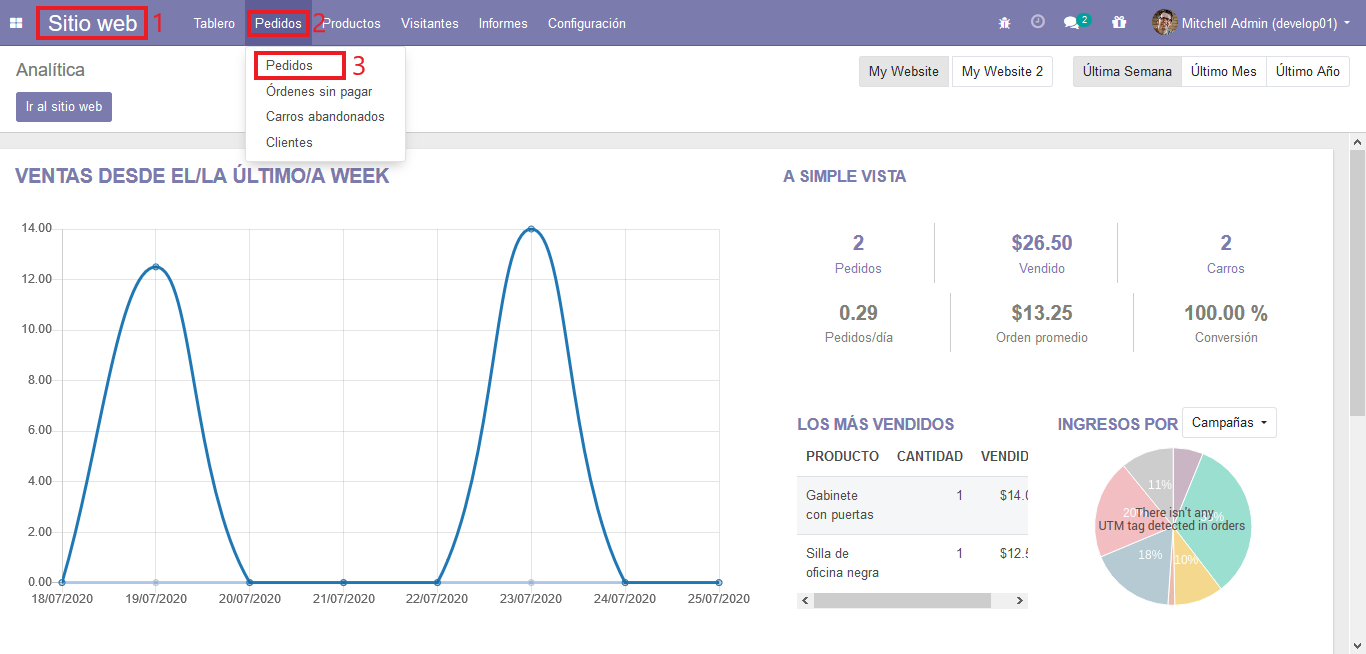 Sitio web 1 Tablero Pedidos 2 Productos Visitantes Informes Configuración 2 Mitchell Admin (develop01)
Pedidos 3
Órdenes sin pagar
Carros abandonados
Clientes
Analítica
Ir al sitio web
My Website My Website 2 Última Semana Último Mes Último Año
VENTAS DESDE EL/LA ÚLTIMO/A WEEK
14.00
12.00
10.00
8.00
6.00
4.00
2.00
0.00
18/07/2020 19/07/2020 20/07/2020 21/07/2020 22/07/2020 23/07/2020 24/07/2020 25/07/2020
A SIMPLE VISTA
2 $26.50 2
Pedidos Vendido Carros
0.29 $13.25 100.00 %
Pedidos/día Orden promedio Conversión
LOS MÁS VENDIDOS
PRODUCTO CANTIDAD VENDID
Gabinete con puertas 1 $14.0
Silla de oficina negra 1 $12.5
INGRESOS POR Campañas
11%
20%
There isn't any
UTM tag detected in orders
18%
10%